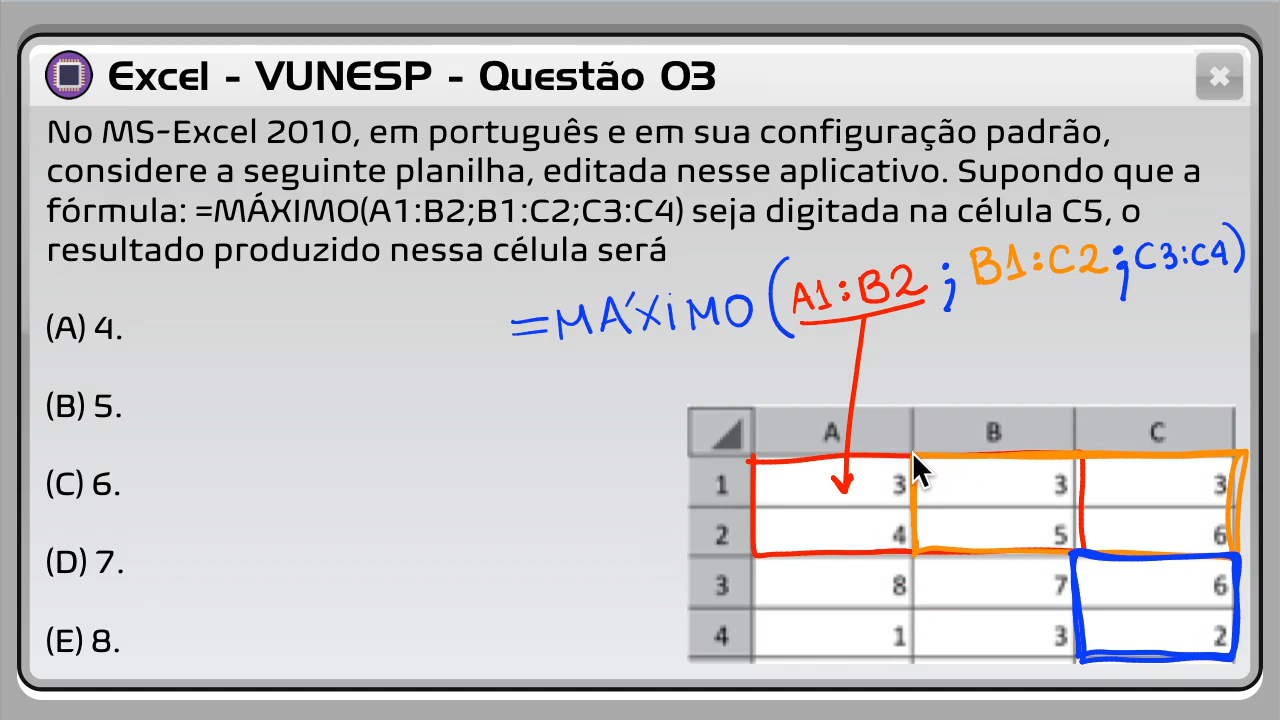 Excel - VUNESP - Questão 03
No MS-Excel 2010, em português e em sua configuração padrão,
considere a seguinte planilha, editada nesse aplicativo. Supondo que a
fórmula: =MÁXIMO(A1:B2;B1:C2;C3:C4) seja digitada na célula C5, o
resultado produzido nessa célula será
=MÁXIMO(A1:B2;B1:C2;C3:C4)
(A) 4.
(B) 5.
(C) 6.
(D) 7.
(E) 8.
A B C
1 3 3 3
2 4 5 6
3 8 7 6
4 1 3 2